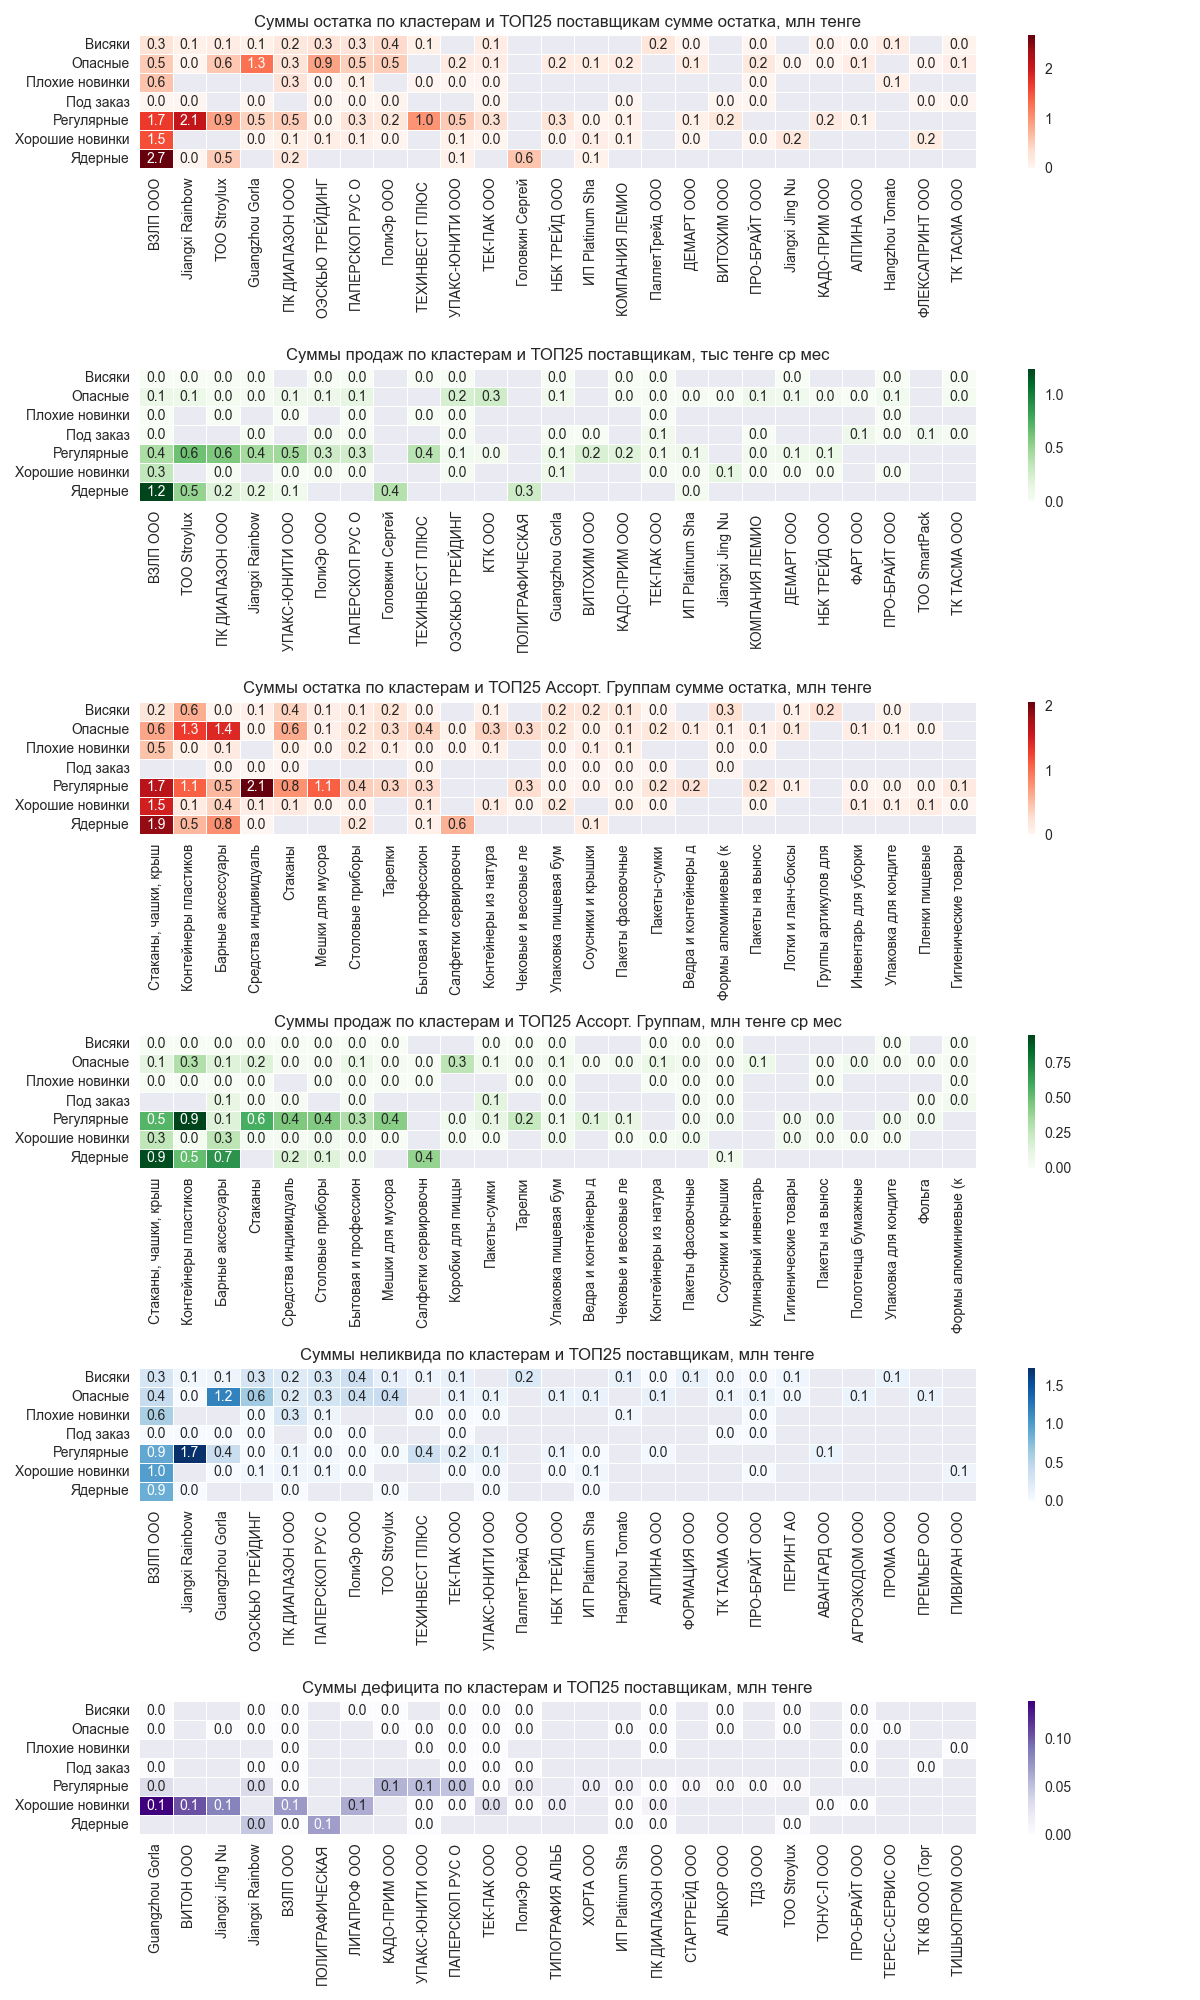 Суммы остатка по кластерам и ТОП25 поставщикам сумме остатка, млн тенге
Висяки 0.3 0.1 0.1 0.1 0.2 0.3 0.3 0.4 0.1 0.1 0.2 0.0 0.0 0.0 0.0 0.1 0.0
Опасные 0.5 0.0 0.6 1.3 0.3 0.9 0.5 0.5 0.2 0.1 0.2 0.1 0.2 0.1 0.2 0.0 0.0 0.1 0.0 0.1
Плохие новинки 0.6 0.3 0.0 0.1 0.0 0.0 0.0 0.0 0.1
Под заказ 0.0 0.0 0.0 0.0 0.0 0.0 0.0 0.0 0.0 0.0 0.0 0.0
Регулярные 1.7 2.1 0.9 0.5 0.5 0.0 0.3 0.2 1.0 0.5 0.3 0.3 0.0 0.1 0.1 0.2 0.2 0.1
Хорошие новинки 1.5 0.0 0.1 0.1 0.1 0.0 0.1 0.0 0.0 0.1 0.1 0.0 0.0 0.2 0.2
Ядерные 2.7 0.0 0.5 0.2 0.1 0.6 0.1
2
1
0
ВЗЛП ООО
Jiangxi Rainbow
ТОО Stroylux
Guangzhou Gorla
ПК ДИАПАЗОН ООО
ОЭСКЬЮ ТРЕЙДИНГ
ПАПЕРСКОП РУС О
ПолиЭр ООО
ТЕХИНВЕСТ ПЛЮС
УПАКС-ЮНИТИ ООО
ТЕК-ПАК ООО
Головкин Сергей
НБК ТРЕЙД ООО
ИП Platinum Sha
КОМПАНИЯ ЛЕМИО
ПаллетТрейд ООО
ДЕМАРТ ООО
ВИТОХИМ ООО
ПРО-БРАЙТ ООО
Jiangxi Jing Nu
КАДО-ПРИМ ООО
АЛПИНА ООО
Hangzhou Tomato
ФЛЕКСАПРИНТ ООО
ТК ТАСМА ООО
Суммы продаж по кластерам и ТОП25 поставщикам, тыс тенге ср мес
Висяки 0.0 0.0 0.0 0.0 0.0 0.0 0.0 0.0 0.0 0.0 0.0 0.0 0.0 0.0
Опасные 0.1 0.1 0.0 0.0 0.1 0.1 0.1 0.2 0.3 0.1 0.0 0.0 0.0 0.0 0.1 0.1 0.0 0.0 0.1 0.0
Плохие новинки 0.0 0.0 0.0 0.0 0.0 0.0 0.0 0.0
Под заказ 0.0 0.0 0.0 0.0 0.0 0.0 0.0 0.1 0.0 0.1 0.0 0.1 0.0
Регулярные 0.4 0.6 0.6 0.4 0.5 0.3 0.3 0.4 0.1 0.0 0.1 0.2 0.2 0.1 0.1 0.0 0.1 0.1
Хорошие новинки 0.3 0.0 0.0 0.0 0.0 0.0 0.1 0.0 0.0 0.1 0.0 0.0 0.0 0.0
Ядерные 1.2 0.5 0.2 0.2 0.1 0.4 0.3 0.0
1.0
0.5
0.0
ВЗЛП ООО
ТОО Stroylux
ПК ДИАПАЗОН ООО
Jiangxi Rainbow
УПАКС-ЮНИТИ ООО
ПолиЭр ООО
ПАПЕРСКОП РУС О
Головкин Сергей
ТЕХИНВЕСТ ПЛЮС
ОЭСКЬЮ ТРЕЙДИНГ
КТК ООО
ПОЛИГРАФИЧЕСКАЯ
Guangzhou Gorla
ВИТОХИМ ООО
КАДО-ПРИМ ООО
ТЕК-ПАК ООО
ИП Platinum Sha
Jiangxi Jing Nu
КОМПАНИЯ ЛЕМИО
ДЕМАРТ ООО
НБК ТРЕЙД ООО
ФАРТ ООО
ПРО-БРАЙТ ООО
ТОО SmartPack
ТК ТАСМА ООО
Суммы остатка по кластерам и ТОП25 Ассорт. Группам сумме остатка, млн тенге
Висяки 0.2 0.6 0.0 0.1 0.4 0.1 0.1 0.2 0.0 0.1 0.2 0.2 0.1 0.0 0.3 0.1 0.2 0.0
Опасные 0.6 1.3 1.4 0.0 0.6 0.1 0.2 0.3 0.4 0.0 0.3 0.3 0.2 0.0 0.1 0.2 0.1 0.1 0.1 0.1 0.1 0.1 0.0
Плохие новинки 0.5 0.0 0.1 0.0 0.0 0.2 0.1 0.0 0.0 0.1 0.0 0.1 0.1 0.0 0.0
Под заказ 0.0 0.0 0.0 0.0 0.0 0.0 0.0 0.0 0.0
Регулярные 1.7 1.1 0.5 2.1 0.8 1.1 0.4 0.3 0.3 0.3 0.0 0.0 0.0 0.2 0.2 0.2 0.1 0.0 0.0 0.0 0.1
Хорошие новинки 1.5 0.1 0.4 0.1 0.1 0.0 0.0 0.1 0.1 0.0 0.2 0.0 0.0 0.0 0.1 0.1 0.1 0.0
Ядерные 1.9 0.5 0.8 0.0 0.2 0.1 0.6 0.1
2
1
0
Стаканы, чашки, крыш
Контейнеры пластиков
Барные аксессуары
Средства индивидуаль
Стаканы
Мешки для мусора
Столовые приборы
Тарелки
Бытовая и профессион
Салфетки сервировочн
Контейнеры из натура
Чековые и весовые ле
Упаковка пищевая бум
Соусники и крышки
Пакеты фасовочные
Пакеты-сумки
Ведра и контейнеры д
Формы алюминиевые (к
Пакеты на вынос
Лотки и ланч-боксы
Группы артикулов для
Инвентарь для уборки
Упаковка для кондите
Пленки пищевые
Гигиенические товары
Суммы продаж по кластерам и ТОП25 Ассорт. Группам, млн тенге ср мес
Висяки 0.0 0.0 0.0 0.0 0.0 0.0 0.0 0.0 0.0 0.0 0.0 0.0 0.0 0.0 0.0 0.0
Опасные 0.1 0.3 0.1 0.2 0.0 0.0 0.1 0.0 0.0 0.3 0.1 0.0 0.1 0.0 0.0 0.1 0.0 0.0 0.1 0.0 0.0 0.0 0.0 0.0
Плохие новинки 0.0 0.0 0.0 0.0 0.0 0.0 0.0 0.0 0.0 0.0 0.0 0.0 0.0 0.0 0.0
Под заказ 0.1 0.0 0.0 0.0 0.1 0.0 0.0 0.0 0.0
Регулярные 0.5 0.9 0.1 0.6 0.4 0.4 0.3 0.4 0.0 0.1 0.2 0.1 0.1 0.1 0.0 0.0 0.0 0.0 0.0 0.0
Хорошие новинки 0.3 0.0 0.3 0.0 0.0 0.0 0.0 0.0 0.0 0.0 0.0 0.0 0.0 0.0 0.0 0.0 0.0 0.0
Ядерные 0.9 0.5 0.7 0.2 0.1 0.0 0.4 0.1
0.75
0.50
0.25
0.00
Стаканы, чашки, крыш
Контейнеры пластиков
Барные аксессуары
Стаканы
Средства индивидуаль
Столовые приборы
Бытовая и профессион
Мешки для мусора
Салфетки сервировочн
Коробки для пиццы
Пакеты-сумки
Тарелки
Упаковка пищевая бум
Ведра и контейнеры д
Чековые и весовые ле
Контейнеры из натура
Пакеты фасовочные
Соусники и крышки
Кулинарный инвентарь
Гигиенические товары
Пакеты на вынос
Полотенца бумажные
Упаковка для кондите
Фольга
Формы алюминиевые (к
Суммы неликвида по кластерам и ТОП25 поставщикам, млн тенге
Висяки 0.3 0.1 0.1 0.3 0.2 0.3 0.4 0.1 0.1 0.1 0.2 0.1 0.0 0.1 0.0 0.0 0.1 0.1
Опасные 0.4 0.0 1.2 0.6 0.2 0.3 0.4 0.4 0.1 0.1 0.1 0.1 0.1 0.1 0.1 0.0 0.1 0.1
Плохие новинки 0.6 0.0 0.3 0.1 0.0 0.0 0.0 0.1 0.0
Под заказ 0.0 0.0 0.0 0.0 0.0 0.0 0.0 0.0 0.0
Регулярные 0.9 1.7 0.4 0.0 0.1 0.0 0.0 0.0 0.4 0.2 0.1 0.1 0.0 0.0 0.1
Хорошие новинки 1.0 0.0 0.1 0.1 0.1 0.0 0.0 0.0 0.0 0.1 0.0 0.1
Ядерные 0.9 0.0 0.0 0.0 0.0 0.0
1.5
1.0
0.5
0.0
ВЗЛП ООО
Jiangxi Rainbow
Guangzhou Gorla
ОЭСКЬЮ ТРЕЙДИНГ
ПК ДИАПАЗОН ООО
ПАПЕРСКОП РУС О
ПолиЭр ООО
ТОО Stroylux
ТЕХИНВЕСТ ПЛЮС
ТЕК-ПАК ООО
УПАКС-ЮНИТИ ООО
ПаллетТрейд ООО
НБК ТРЕЙД ООО
ИП Platinum Sha
Hangzhou Tomato
АЛПИНА ООО
ФОРМАЦИЯ ООО
ТК ТАСМА ООО
ПРО-БРАЙТ ООО
ПЕРИНТ АО
АВАНГАРД ООО
АГРОЭКОДОМ ООО
ПРОМА ООО
ПРЕМЬЕР ООО
ПИВИРАН ООО
Суммы дефицита по кластерам и ТОП25 поставщикам, млн тенге
Висяки 0.0 0.0 0.0 0.0 0.0 0.0 0.0 0.0 0.0 0.0 0.0 0.0
Опасные 0.0 0.0 0.0 0.0 0.0 0.0 0.0 0.0 0.0 0.0 0.0 0.0 0.0 0.0 0.0
Плохие новинки 0.0 0.0 0.0 0.0 0.0 0.0 0.0
Под заказ 0.0 0.0 0.0 0.0 0.0 0.0 0.0 0.0
Регулярные 0.0 0.0 0.0 0.1 0.1 0.0 0.0 0.0 0.0 0.0 0.0 0.0 0.0 0.0 0.0
Хорошие новинки 0.1 0.1 0.1 0.1 0.1 0.0 0.0 0.0 0.0 0.0 0.0 0.0 0.0 0.0
Ядерные 0.0 0.0 0.1 0.0 0.0 0.0
0.10
0.05
0.00
Guangzhou Gorla
ВИТОН ООО
Jiangxi Jing Nu
Jiangxi Rainbow
ВЗЛП ООО
ПОЛИГРАФИЧЕСКАЯ
ЛИГАПРОФ ООО
КАДО-ПРИМ ООО
УПАКС-ЮНИТИ ООО
ПАПЕРСКОП РУС О
ТЕК-ПАК ООО
ПолиЭр ООО
ТИПОГРАФИЯ АЛЬБ
ХОРТА ООО
ИП Platinum Sha
ПК ДИАПАЗОН ООО
СТАРТРЕЙД ООО
АЛЬКОР ООО
ТДЗ ООО
ТОО Stroylux
ТОНУС-Л ООО
ПРО-БРАЙТ ООО
ТЕРЕС-СЕРВИС ОО
ТК КВ ООО (Торг
ТИШЬЮПРОМ ООО